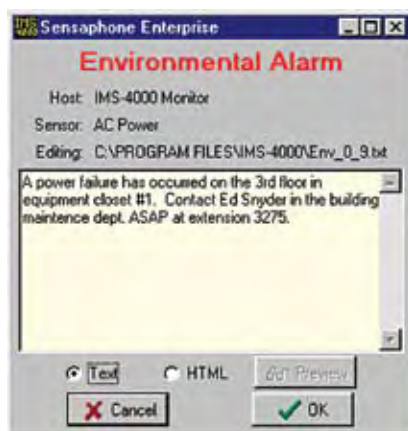 Sensaphone Enterprise
Environmental Alarm
Host: IMS-4000 Monitor
Sensor: AC Power
Editing: C:\PROGRAM FILES\IMS-4000\Env_0_9.txt
A power failure has occurred on the 3rd floor in
equipment closet #1. Contact Ed Snyder in the building
maintence dept. ASAP at extension 3275.
Text HTML Preview
Cancel OK